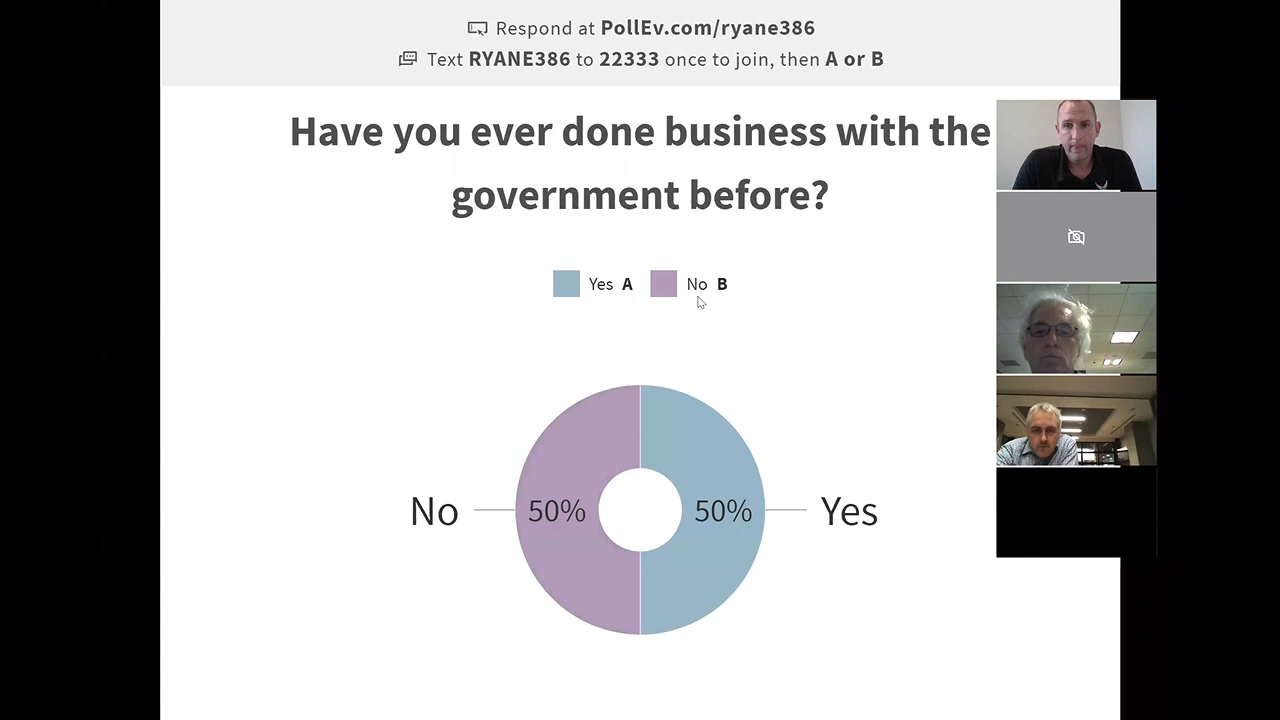 Respond at PollEv.com/ryane386
Text RYANE386 to 22333 once to join, then A or B
Have you ever done business with the
government before?
Yes A No B
No 50% 50% Yes